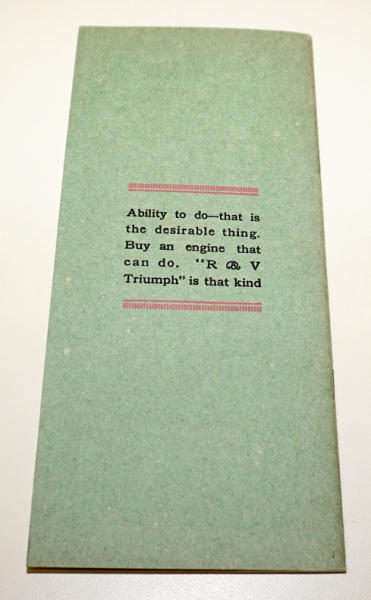 Ability to do—that is
the desirable thing.
Buy an engine that
can do. "R & V
Triumph" is that kind